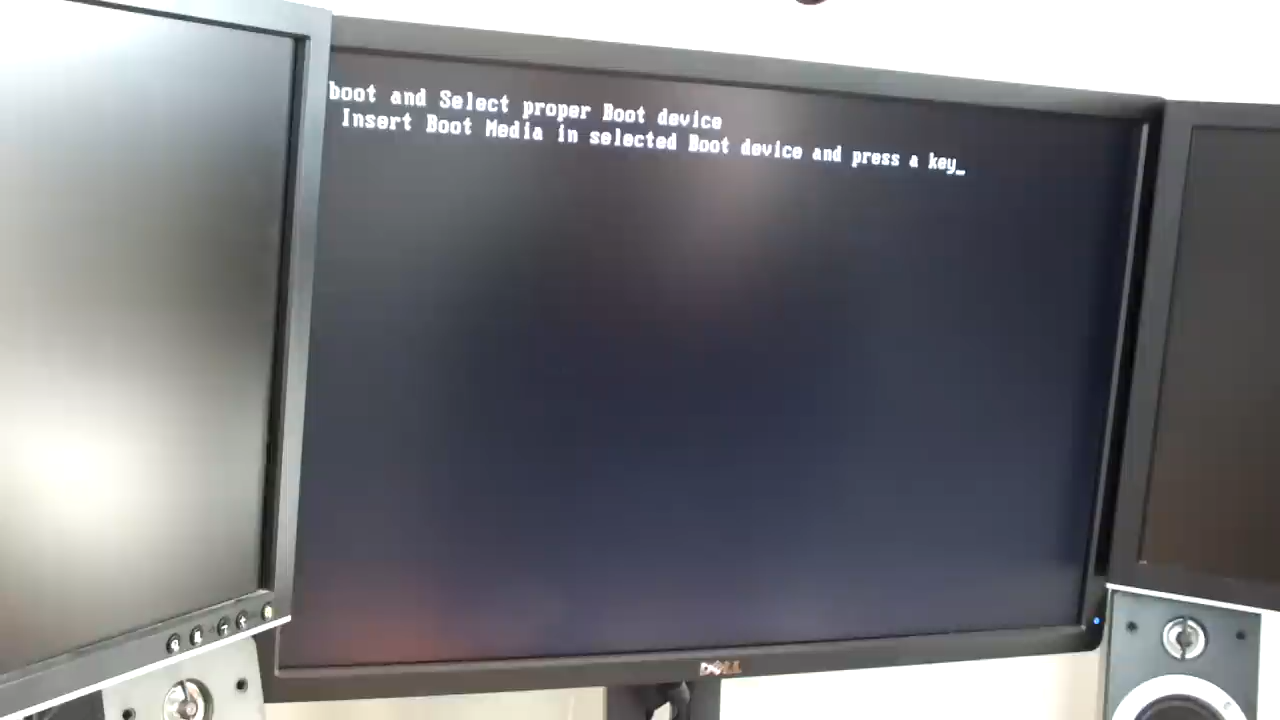 boot and Select proper Boot device
Insert Boot Media in selected Boot device and press a key_
DELL